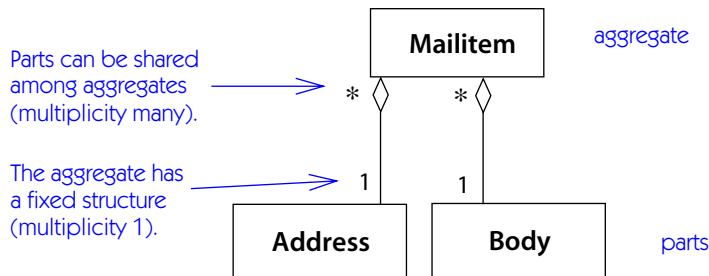 Mailitem
aggregate
Parts can be shared
among aggregates
(multiplicity many).
*
*
The aggregate has
a fixed structure
(multiplicity 1).
1
1
Address
Body
parts